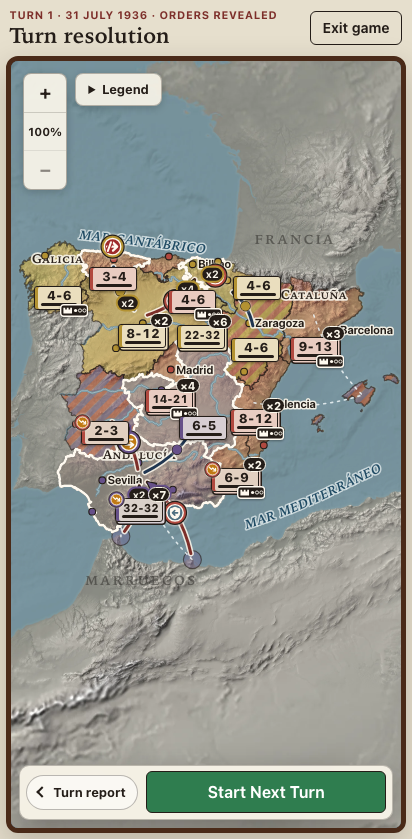 TURN 1 · 31 JULY 1936 · ORDERS REVEALED
Turn resolution
Exit game
+
▶ Legend
100%
−
MAR CANTÁBRICO
FRANCIA
GALICIA
x2
3-4
4-6
CATALUÑA
4-6
x2
4-6
8-12
x2
x6
22-32
Zaragoza
x3
Barcelona
9-13
4-6
Madrid
x4
14-21
x2
8-12
2-3
6-5
Sevilla
x2
6-9
x2 x7
32-32
MAR MEDITERRÁNEO
MARRUECOS
Turn report
Start Next Turn